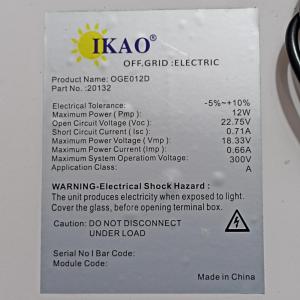 IKAO®
OFF.GRID:ELECTRIC
Product Name: OGE012D
Part No. :20132
Electrical Tolerance: -5%~+10%
Maximum Power ( Pmp ): 12W
Open Circuit Voltage (Voc ): 22.75V
Short Circuit Current ( Isc ): 0.71A
Maximum Power Voltage ( Vmp ): 18.33V
Maximum Power Current (Imp ): 0.66A
Maximum System Operatiom Voltage: 300V
Application Class: A
WARNING-Electrical Shock Hazard :
The unit produces electricity when exposed to light.
Cover the glass, before opening terminal box.
Caution: DO NOT DISCONNECT
UNDER LOAD
Serial No I Bar Code:
Module Code:
Made in China